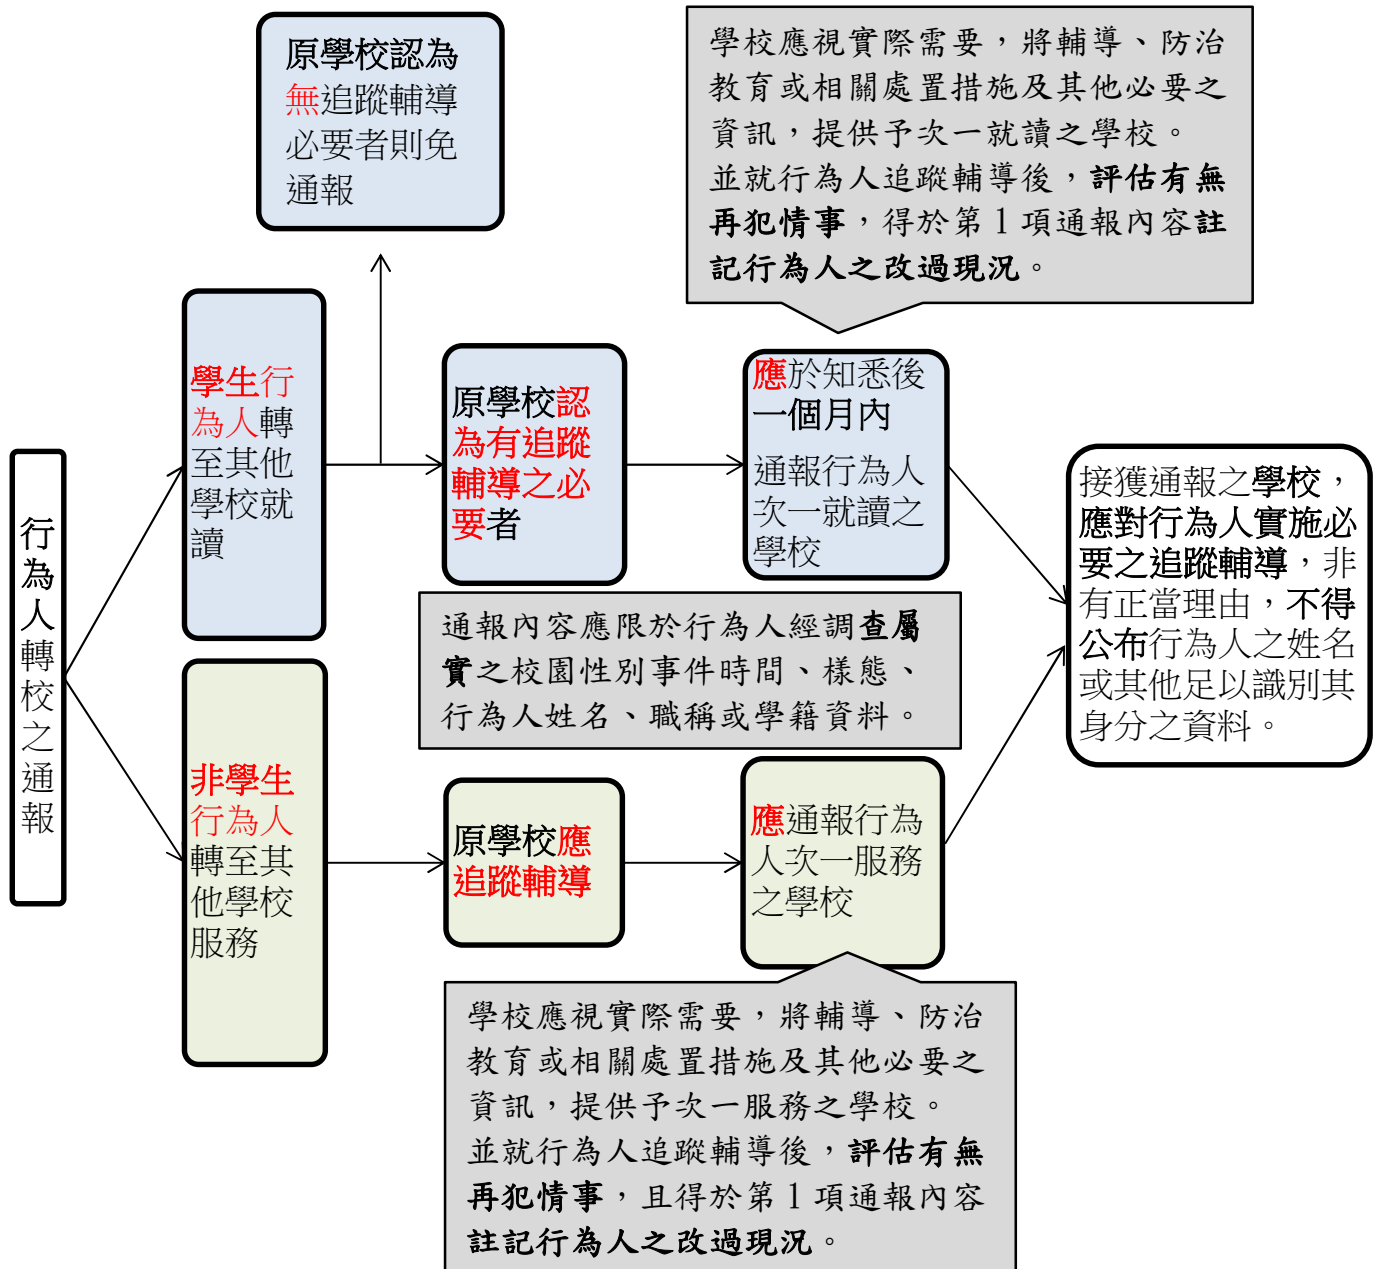 原學校認為
無追蹤輔導
必要者則免
通報
學校應視實際需要，將輔導、防治
教育或相關處置措施及其他必要之
資訊，提供予次一就讀之學校。
並就行為人追蹤輔導後，評估有無
再犯情事，得於第 1 項通報內容註
記行為人之改過現況。
行為人轉校之通報
學生行
為人轉
至其他
學校就
讀
原學校認
為有追蹤
輔導之必
要者
應於知悉後
一個月內
通報行為人
次一就讀之
學校
接獲通報之學校，
應對行為人實施必
要之追蹤輔導，非
有正當理由，不得
公布行為人之姓名
或其他足以識別其
身分之資料。
通報內容應限於行為人經調查屬
實之校園性別事件時間、樣態、
行為人姓名、職稱或學籍資料。
非學生
行為人
轉至其
他學校
服務
原學校應
追蹤輔導
應通報行為
人次一服務
之學校
學校應視實際需要，將輔導、防治
教育或相關處置措施及其他必要之
資訊，提供予次一服務之學校。
並就行為人追蹤輔導後，評估有無
再犯情事，且得於第 1 項通報內容
註記行為人之改過現況。